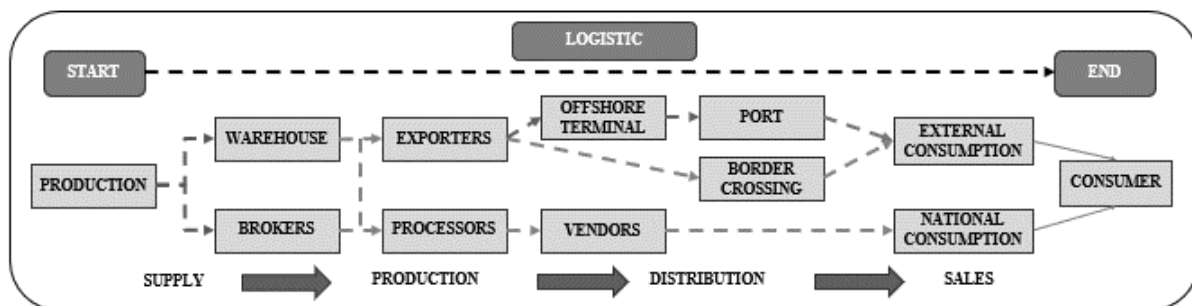 LOGISTIC
START
END
OFFSHORE
TERMINAL
PORT
WAREHOUSE
EXPORTERS
EXTERNAL
CONSUMPTION
PRODUCTION
BORDER
CROSSING
CONSUMER
BROKERS
PROCESSORS
VENDORS
NATIONAL
CONSUMPTION
SUPPLY
PRODUCTION
DISTRIBUTION
SALES